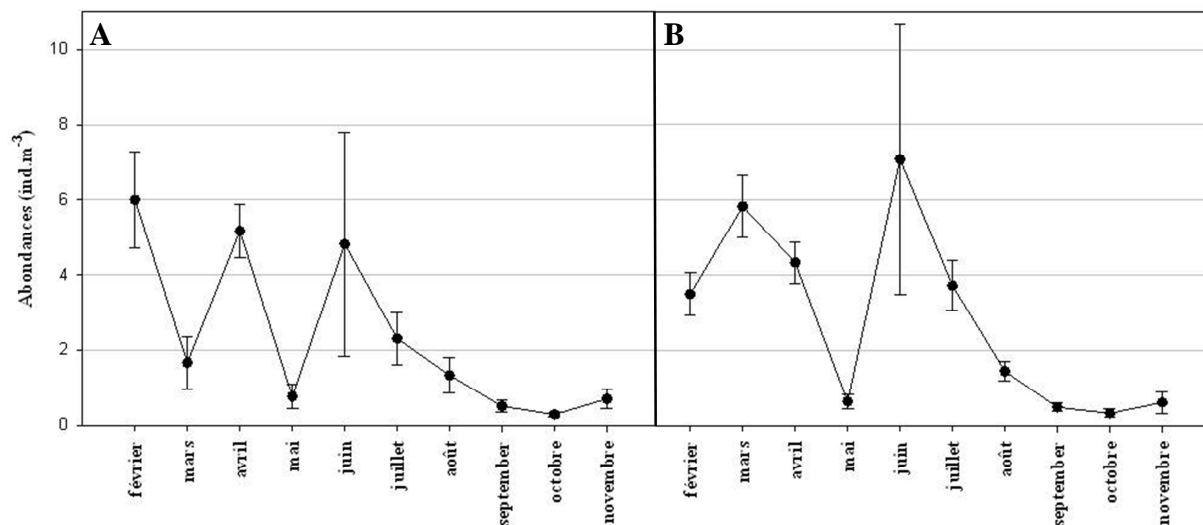 A
B
Abondances (ind.m-3)
10
8
6
4
2
0
février
mars
avril
mai
juin
juillet
août
september
octobre
novembre
février
mars
avril
mai
juin
juillet
août
september
octobre
novembre